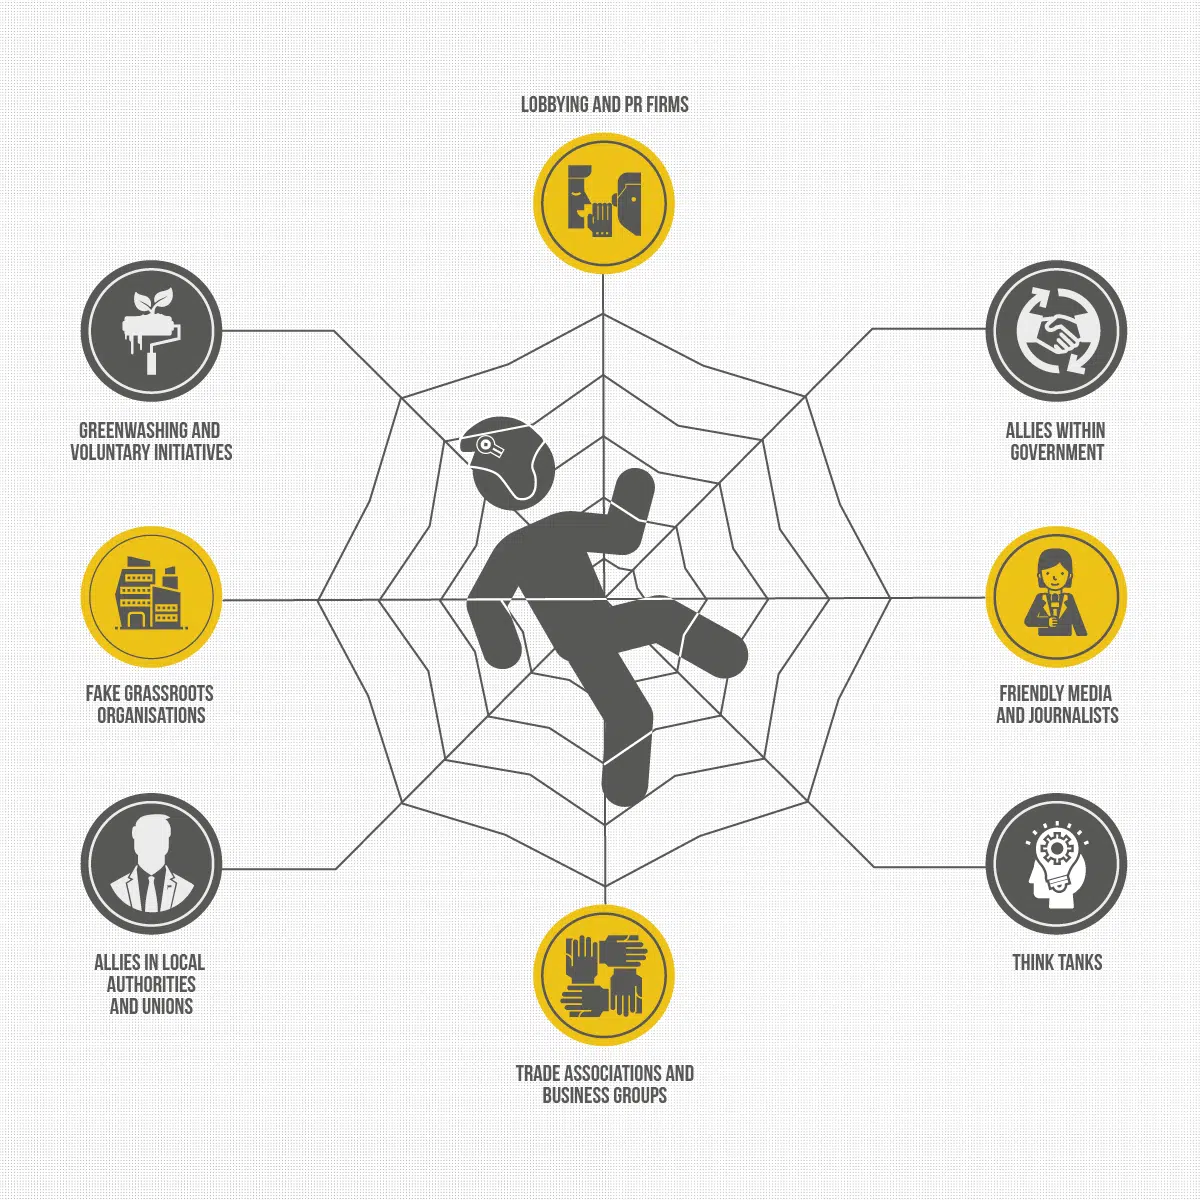 LOBBYING AND PR FIRMS
GREENWASHING AND
VOLUNTARY INITIATIVES
ALLIES WITHIN
GOVERNMENT
FAKE GRASSROOTS
ORGANISATIONS
FRIENDLY MEDIA
AND JOURNALISTS
ALLIES IN LOCAL
AUTHORITIES
AND UNIONS
THINK TANKS
TRADE ASSOCIATIONS AND
BUSINESS GROUPS